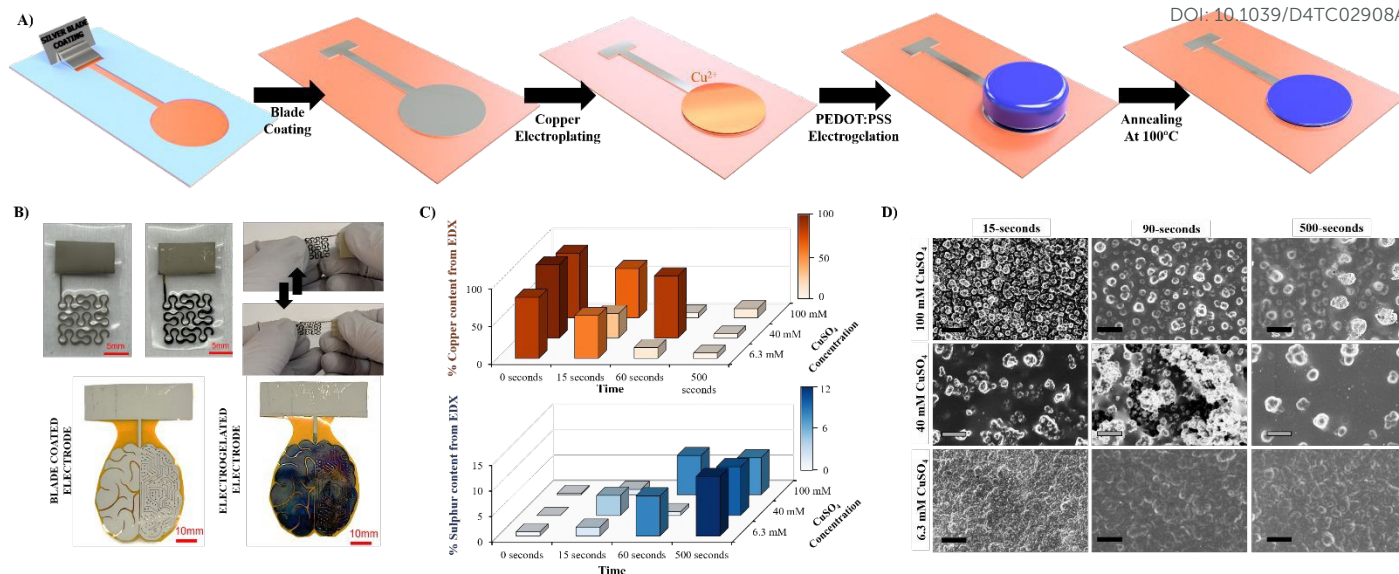 DOI: 10.1039/D4TC02908A
A)
SILVER BLADE
COATING
Blade
Coating
Cu2+
Copper
Electroplating
PEDOT:PSS
Electrogelation
Annealing
At 100°C
B)
5mm
5mm
BLADE COATED
ELECTRODE
10mm
ELECTROGELATED
ELECTRODE
10mm
C)
% Copper content from EDX
100
50
0
0 seconds
15 seconds
60 seconds
500
seconds
Time
6.3 mM
40 mM
100 mM
CuSO4
Concentration
100
50
0
% Sulphur content from EDX
15
10
5
0
0 seconds
15 seconds
60 seconds
500 seconds
Time
6.3 mM
40 mM
100 mM
CuSO4
Concentration
12
6
0
D)
15-seconds
90-seconds
500-seconds
100 mM CuSO4
40 mM CuSO4
6.3 mM CuSO4